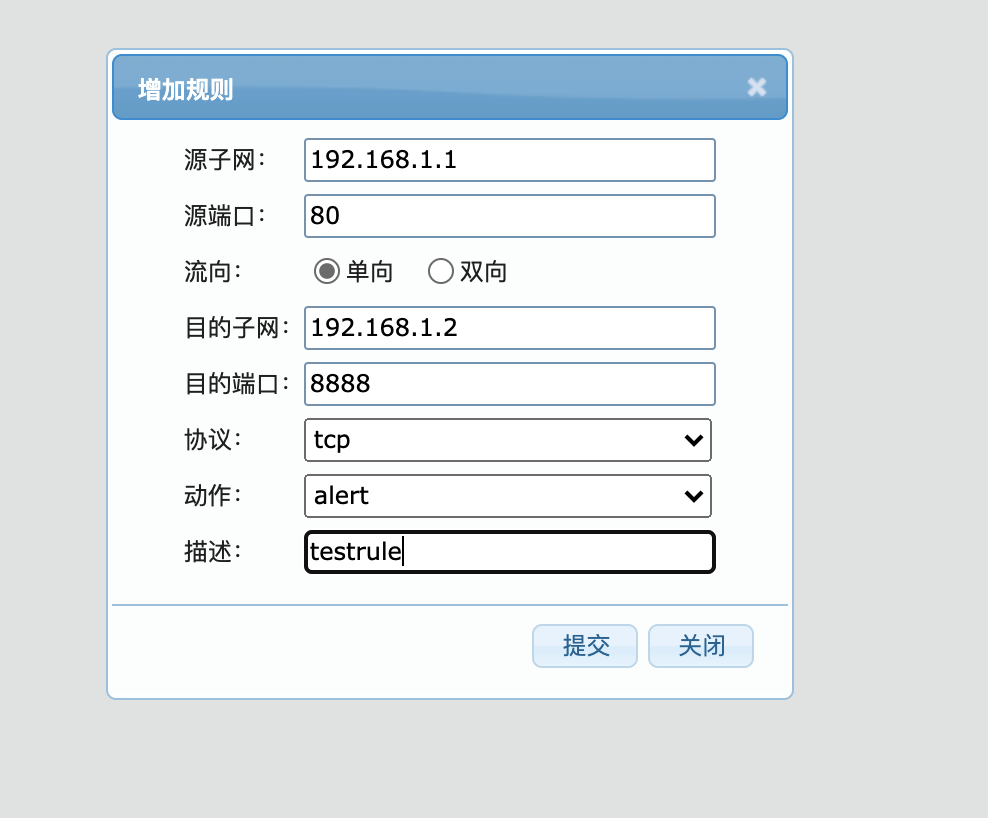 增加规则
源子网： 192.168.1.1
源端口： 80
流向： 单向 双向
目的子网： 192.168.1.2
目的端口： 8888
协议： tcp
动作： alert
描述： testrule
提交 关闭